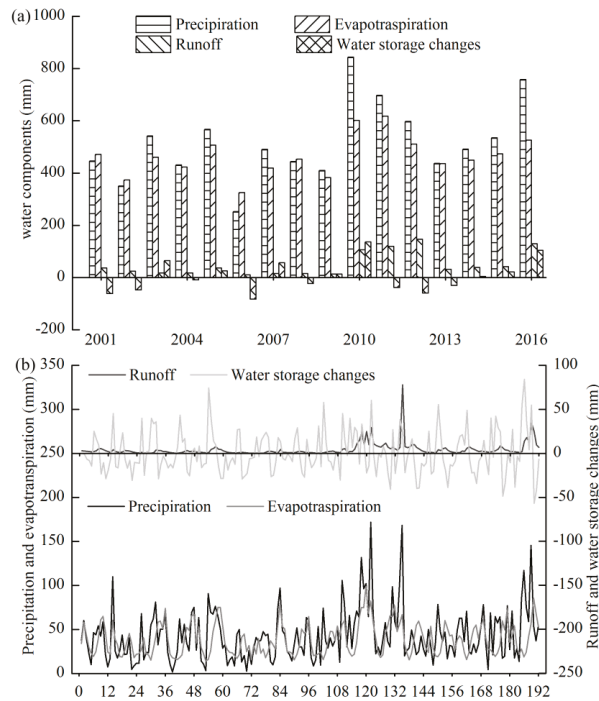 (a)
1000
800
600
400
200
0
-200
water components (mm)
Precipiration
Evapotraspiration
Runoff
Water storage changes
2001 2004 2007 2010 2013 2016
(b)
350
300
250
200
150
100
50
0
Precipitation and evapotranspiration (mm)
Runoff
Water storage changes
Precipiration
Evapotraspiration
100
50
0
-50
-100
-150
-200
-250
Runoff and water storage changes (mm)
0 12 24 36 48 60 72 84 96 108 120 132 144 156 168 180 192